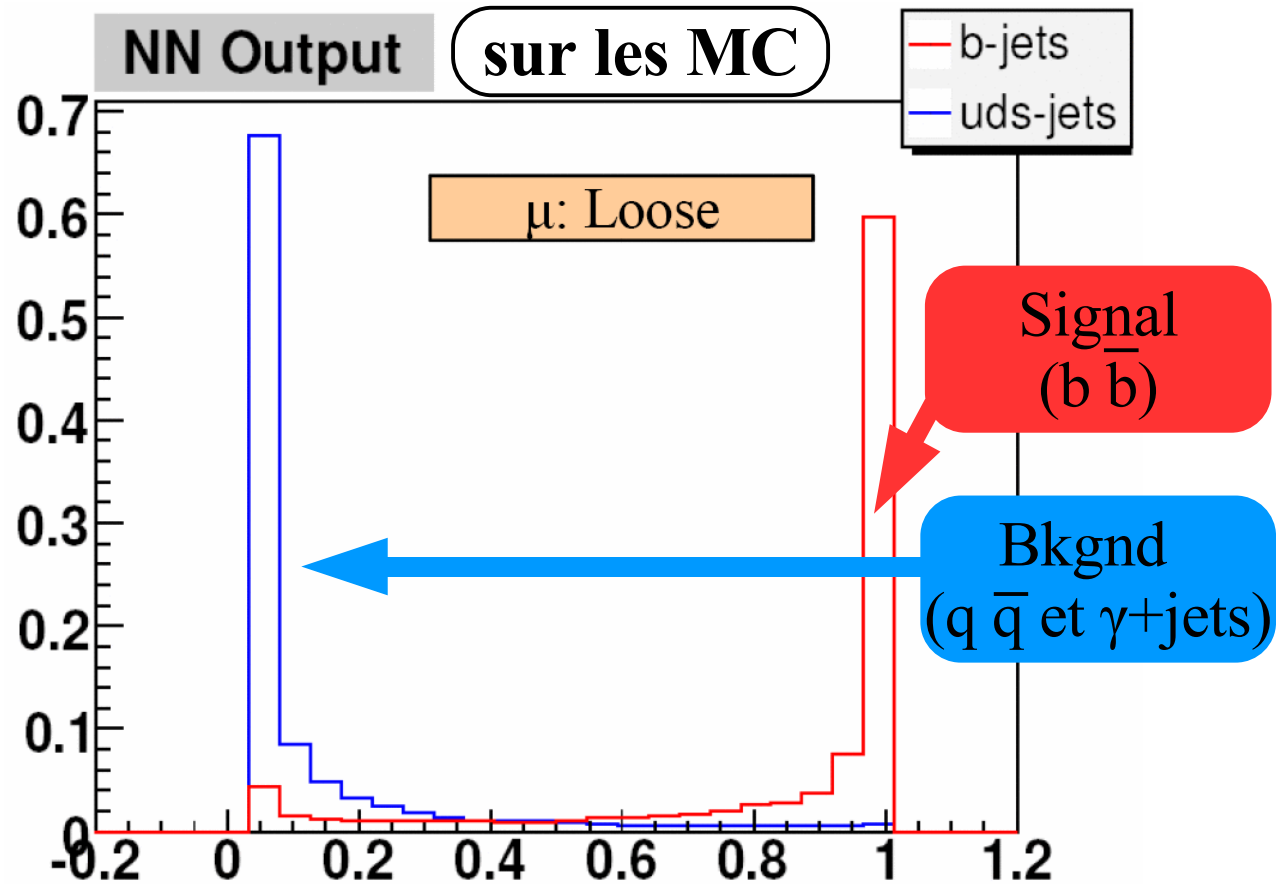 NN Output
sur les MC
b-jets
uds-jets
μ: Loose
Signal
(b b̅)
Bkgnd
(q q̅ et γ+jets)
0.7
0.6
0.5
0.4
0.3
0.2
0.1
0
-0.2 0 0.2 0.4 0.6 0.8 1 1.2